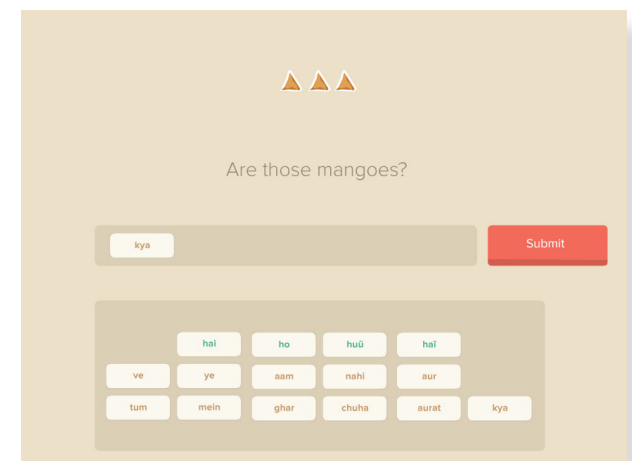 Are those mangoes?
kya Submit
hai ho huũ haĩ
ve ye aam nahi aur
tum mein ghar chuha aurat kya